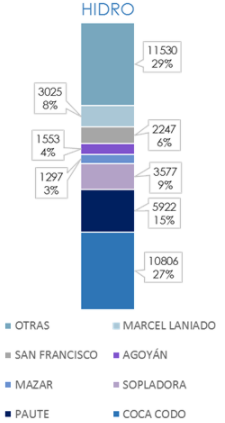 HIDRO
11530
29%
3025
8%
2247
6%
1553
4%
1297
3%
3577
9%
5922
15%
10806
27%
OTRAS
MARCEL LANIADO
SAN FRANCISCO
AGOYÁN
MAZAR
SOPLADORA
PAUTE
COCA CODO